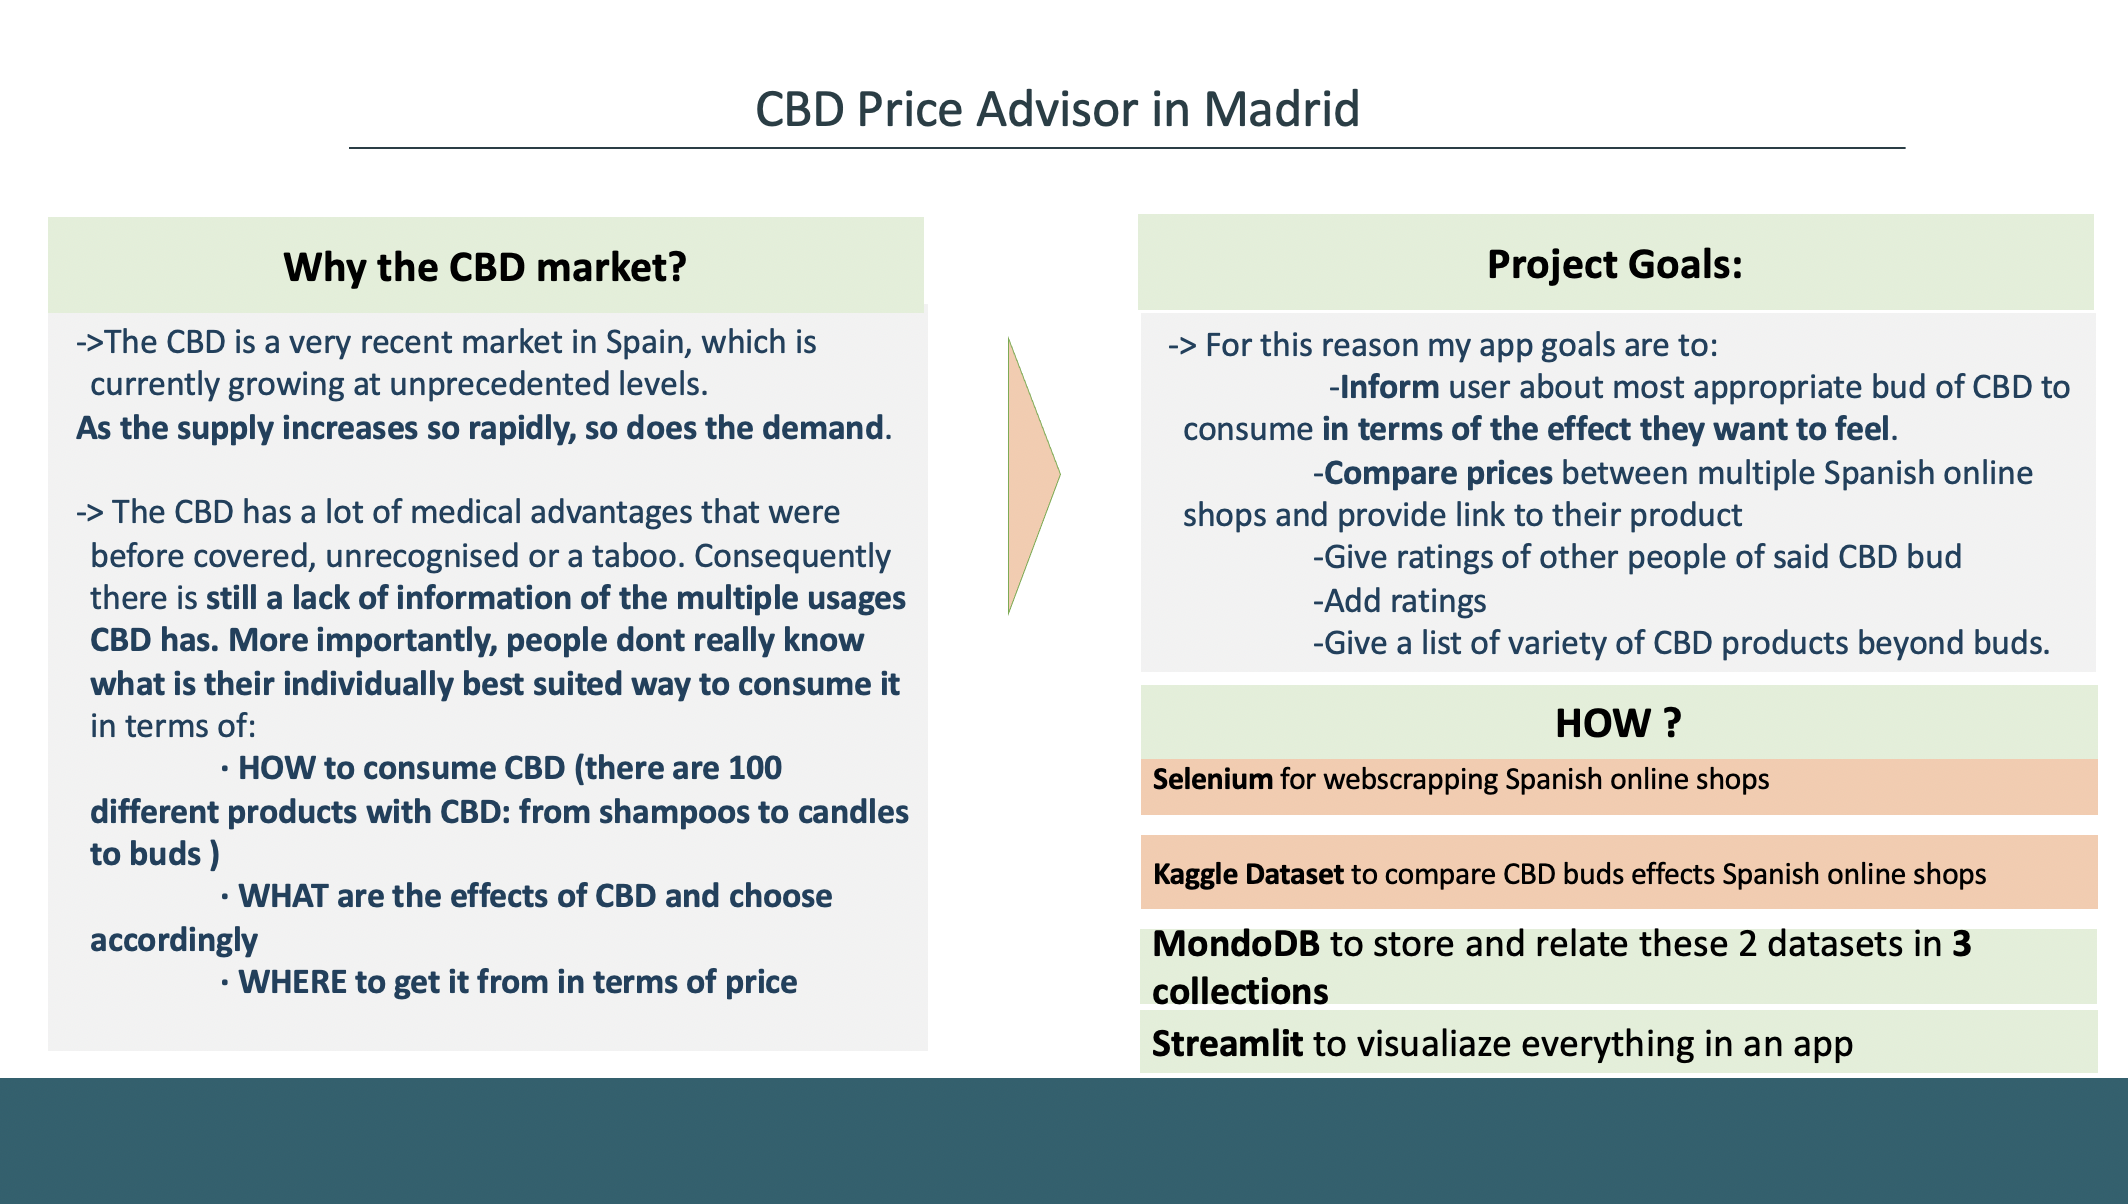 CBD Price Advisor in Madrid
Why the CBD market?
->The CBD is a very recent market in Spain, which is
currently growing at unprecedented levels.
As the supply increases so rapidly, so does the demand.
-> The CBD has a lot of medical advantages that were
before covered, unrecognised or a taboo. Consequently
there is still a lack of information of the multiple usages
CBD has. More importantly, people dont really know
what is their individually best suited way to consume it
in terms of:
· HOW to consume CBD (there are 100
different products with CBD: from shampoos to candles
to buds )
· WHAT are the effects of CBD and choose
accordingly
· WHERE to get it from in terms of price
Project Goals:
-> For this reason my app goals are to:
-Inform user about most appropriate bud of CBD to
consume in terms of the effect they want to feel.
-Compare prices between multiple Spanish online
shops and provide link to their product
-Give ratings of other people of said CBD bud
-Add ratings
-Give a list of variety of CBD products beyond buds.
HOW ?
Selenium for webscrapping Spanish online shops
Kaggle Dataset to compare CBD buds effects Spanish online shops
MondoDB to store and relate these 2 datasets in 3
collections
Streamlit to visualiaze everything in an app